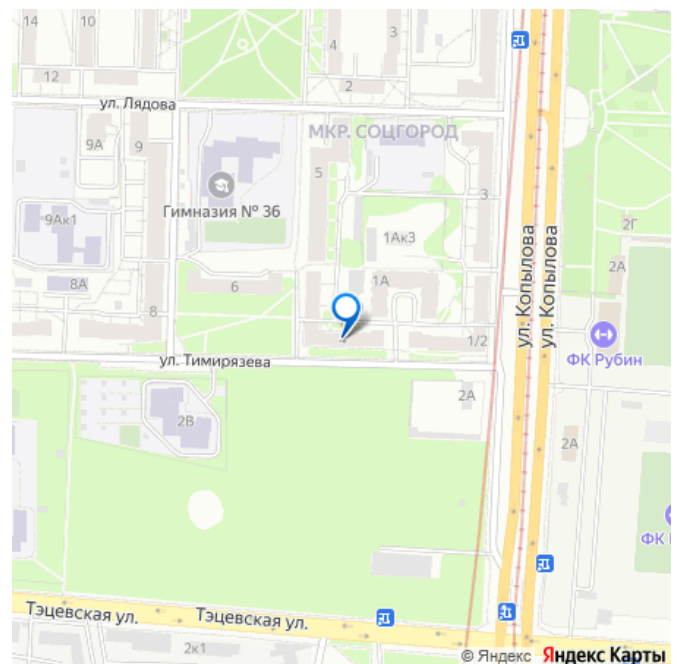 14
10
4
3
12
2
ул. Лядова
МКР. СОЦГОРОД
9А
9
5
Гимназия № 36
3
9Ак1
1Ак3
2Г
8А
6
1А
2А
8
1/2
ул. Копылова
ул. Копылова
ФК Рубин
ул. Тимирязева
2А
2В
2А
ФК
Тэцевская ул.
Тэцевская ул.
2к1
© Яндекс Яндекс Карты